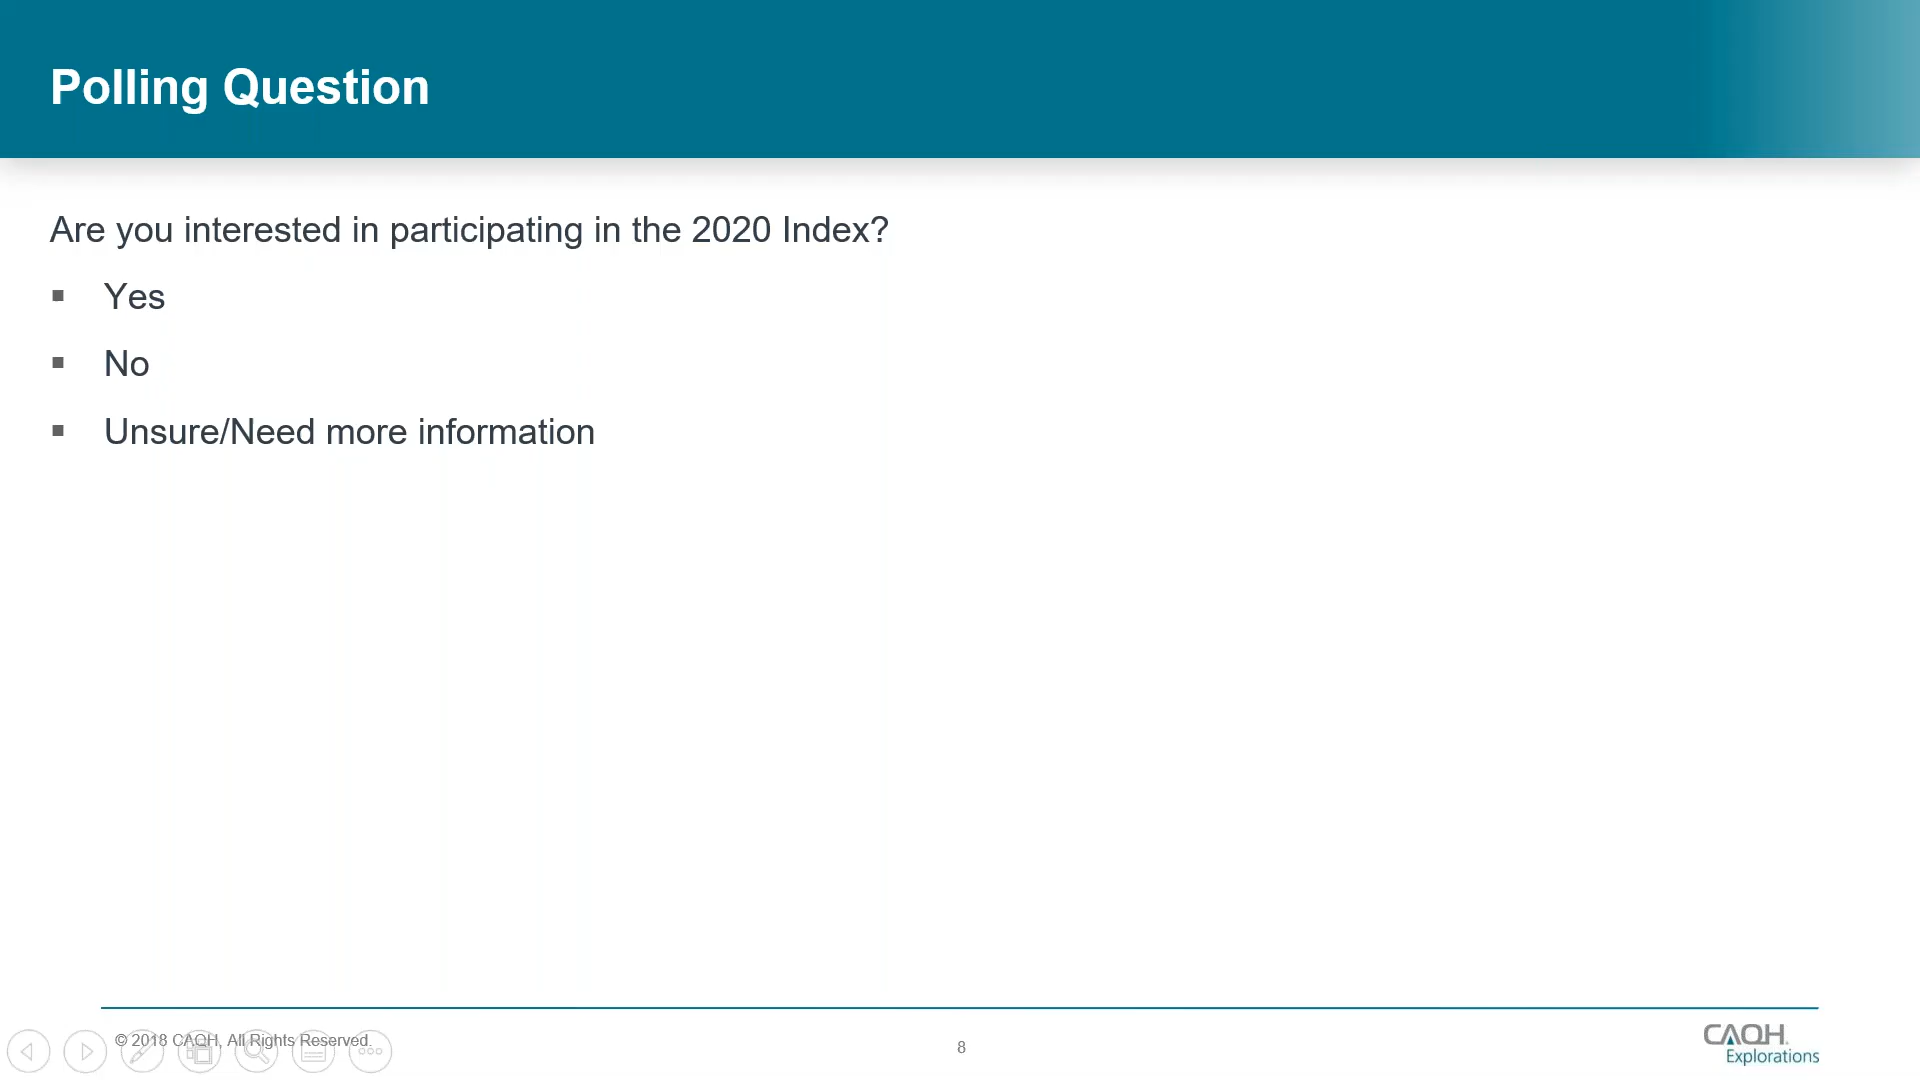 Polling Question
Are you interested in participating in the 2020 Index?
▪ Yes
▪ No
▪ Unsure/Need more information
© 2018 CAQH, All Rights Reserved.
8
CAQH.
Explorations